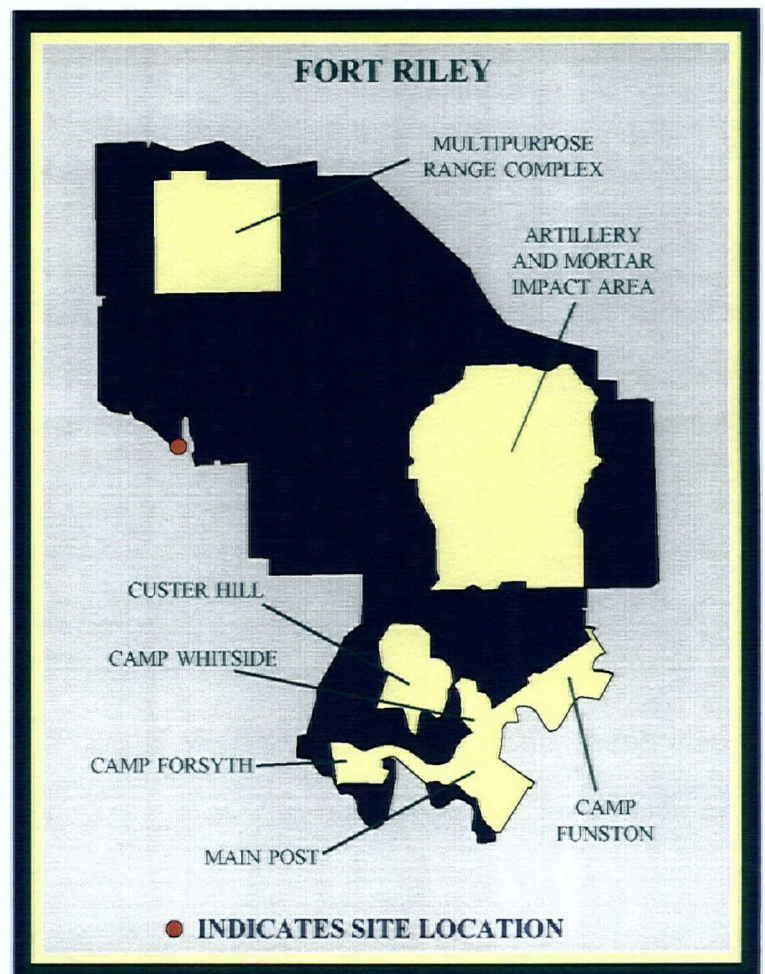 FORT RILEY
MULTIPURPOSE
RANGE COMPLEX
ARTILLERY
AND MORTAR
IMPACT AREA
CUSTER HILL
CAMP WHITSIDE
CAMP FORSYTH
MAIN POST
CAMP
FUNSTON
INDICATES SITE LOCATION